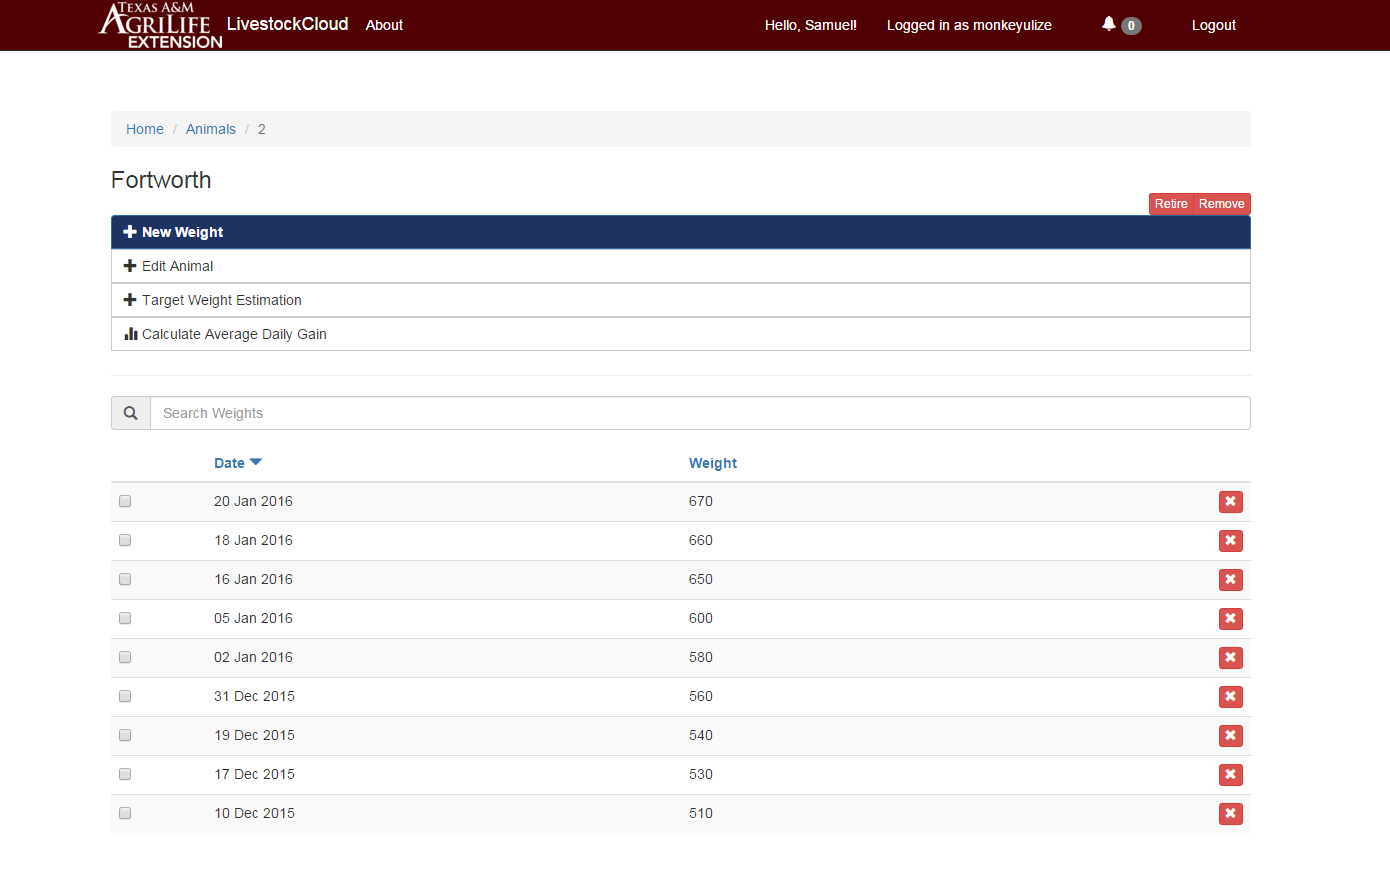 TEXAS A&M
AGRILIFE
EXTENSION
LivestockCloud About Hello, Samuel! Logged in as monkeyulize 0 Logout
Home / Animals / 2
Fortworth
Retire Remove
New Weight
Edit Animal
Target Weight Estimation
Calculate Average Daily Gain
Search Weights
Date Weight
20 Jan 2016 670
18 Jan 2016 660
16 Jan 2016 650
05 Jan 2016 600
02 Jan 2016 580
31 Dec 2015 560
19 Dec 2015 540
17 Dec 2015 530
10 Dec 2015 510